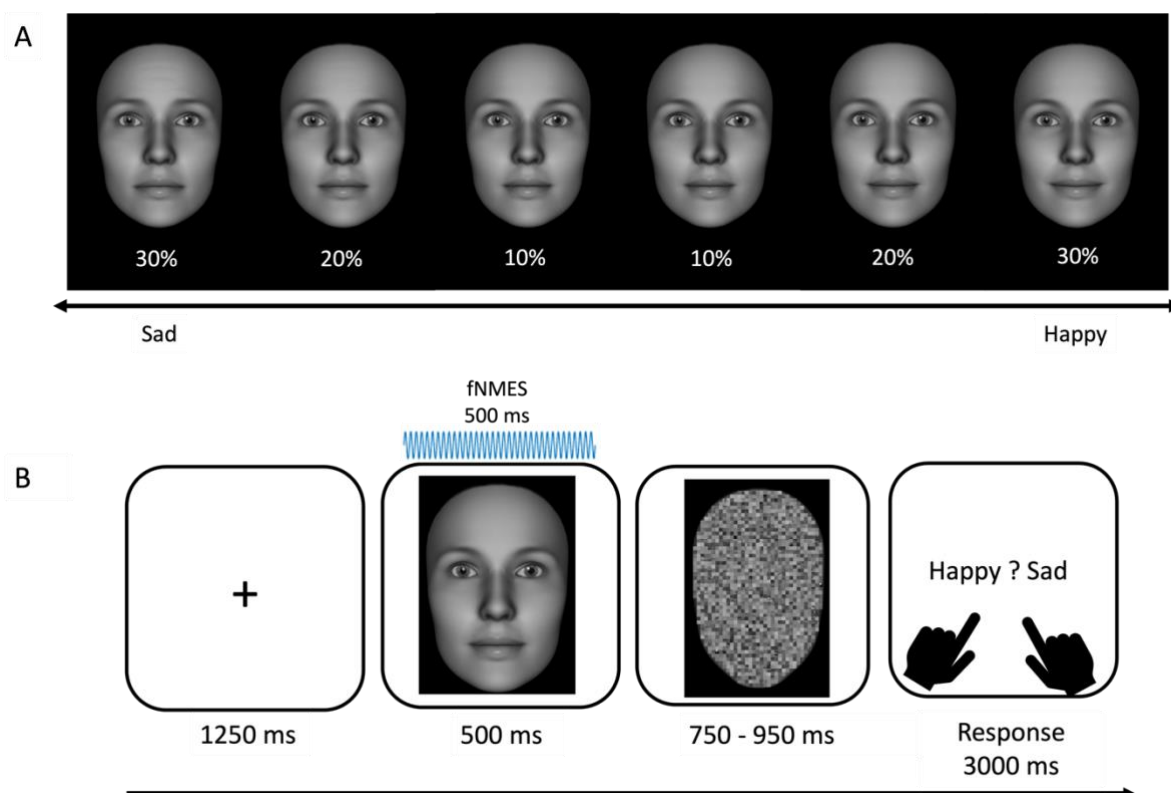 A
30% 20% 10% 10% 20% 30%
Sad Happy
fNMES
500 ms
B
+
Happy ? Sad
1250 ms 500 ms 750 - 950 ms Response
3000 ms